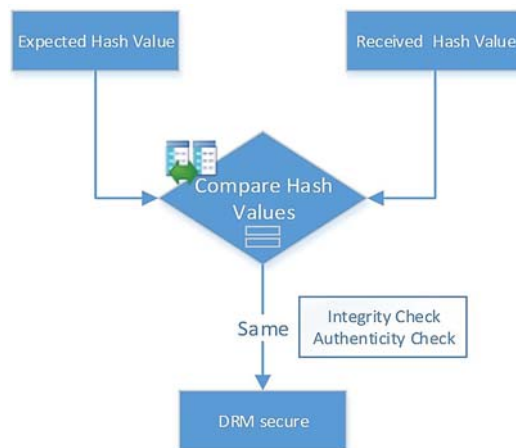 Expected Hash Value
Received Hash Value
Compare Hash
Values
Same
Integrity Check
Authenticity Check
DRM secure